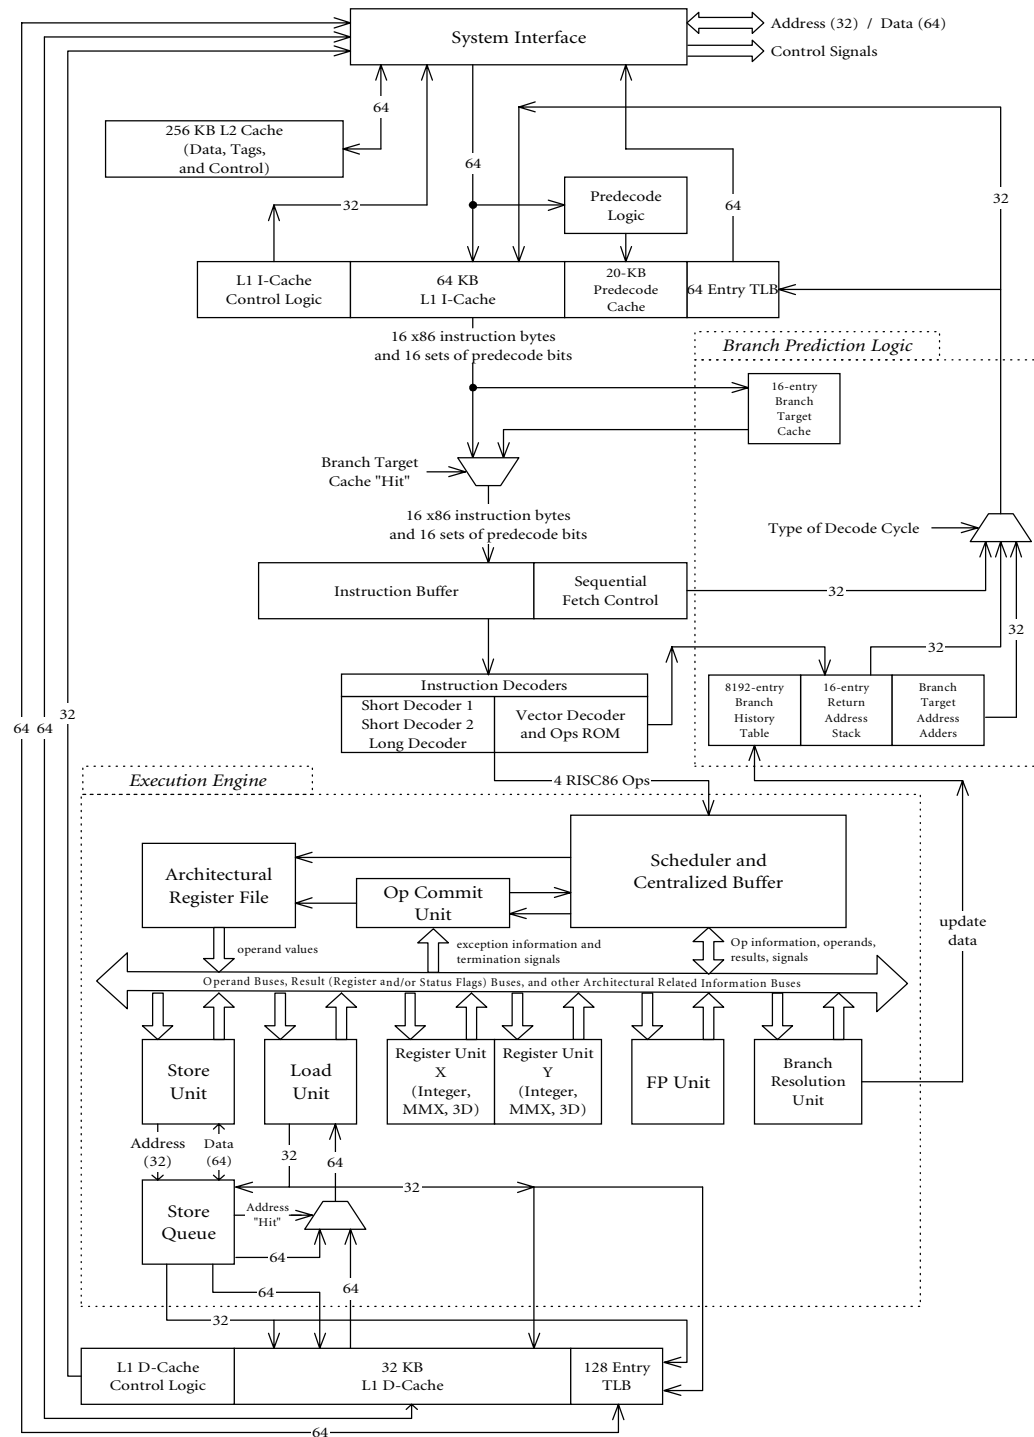 System Interface
Address (32) / Data (64)
Control Signals
64
256 KB L2 Cache
(Data, Tags,
and Control)
64
Predecode
Logic
32
64
32
L1 I-Cache
Control Logic
64 KB
L1 I-Cache
20-KB
Predecode
Cache
64 Entry TLB
16 x86 instruction bytes
and 16 sets of predecode bits
Branch Prediction Logic
16-entry
Branch
Target
Cache
Branch Target
Cache "Hit"
16 x86 instruction bytes
and 16 sets of predecode bits
Type of Decode Cycle
Instruction Buffer
Sequential
Fetch Control
32
32
32
Instruction Decoders
Short Decoder 1
Short Decoder 2
Long Decoder
Vector Decoder
and Ops ROM
8192-entry
Branch
History
Table
16-entry
Return
Address
Stack
Branch
Target
Address
Adders
64
64
32
4 RISC86 Ops
Execution Engine
Architectural
Register File
Op Commit
Unit
Scheduler and
Centralized Buffer
update
data
operand values
exception information and
termination signals
Op information, operands,
results, signals
Operand Buses, Result (Register and/or Status Flags) Buses, and other Architectural Related Information Buses
Store
Unit
Load
Unit
Register Unit
X
(Integer,
MMX, 3D)
Register Unit
Y
(Integer,
MMX, 3D)
FP Unit
Branch
Resolution
Unit
Address
(32)
Data
(64)
32
64
32
Store
Queue
Address
"Hit"
64
64
64
32
L1 D-Cache
Control Logic
32 KB
L1 D-Cache
128 Entry
TLB
64